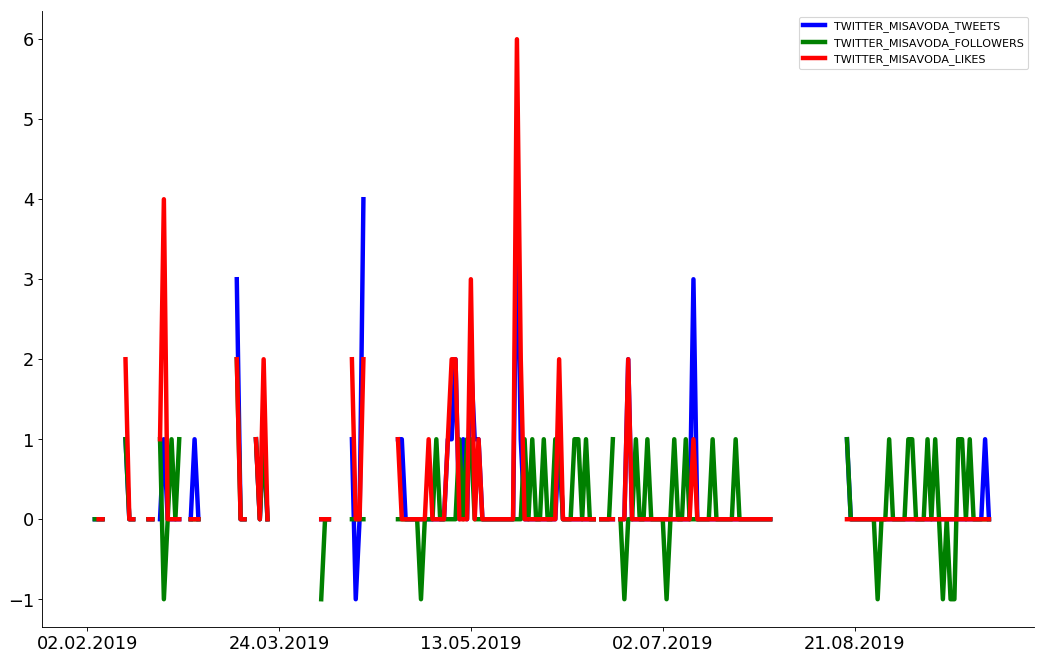 TWITTER_MISAVODA_TWEETS
TWITTER_MISAVODA_FOLLOWERS
TWITTER_MISAVODA_LIKES
6
5
4
3
2
1
0
−1
02.02.2019 24.03.2019 13.05.2019 02.07.2019 21.08.2019